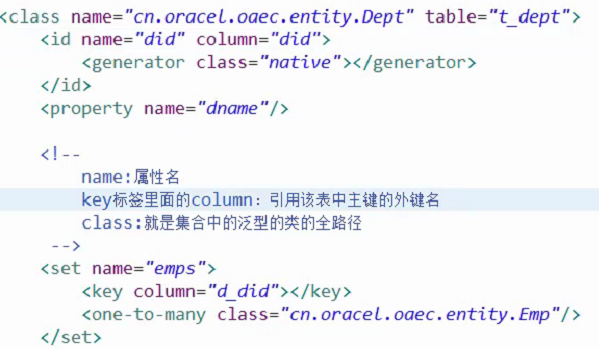 <class name="cn.oracel.oaec.entity.Dept" table="t_dept">
<id name="did" column="did">
<generator class="native"></generator>
</id>
<property name="dname"/>
<!--
name:属性名
key标签里面的column：引用该表中主键的外键名
class:就是集合中的泛型的类的全路径
-->
<set name="emps">
<key column="d_did"></key>
<one-to-many class="cn.oracel.oaec.entity.Emp"/>
</set>